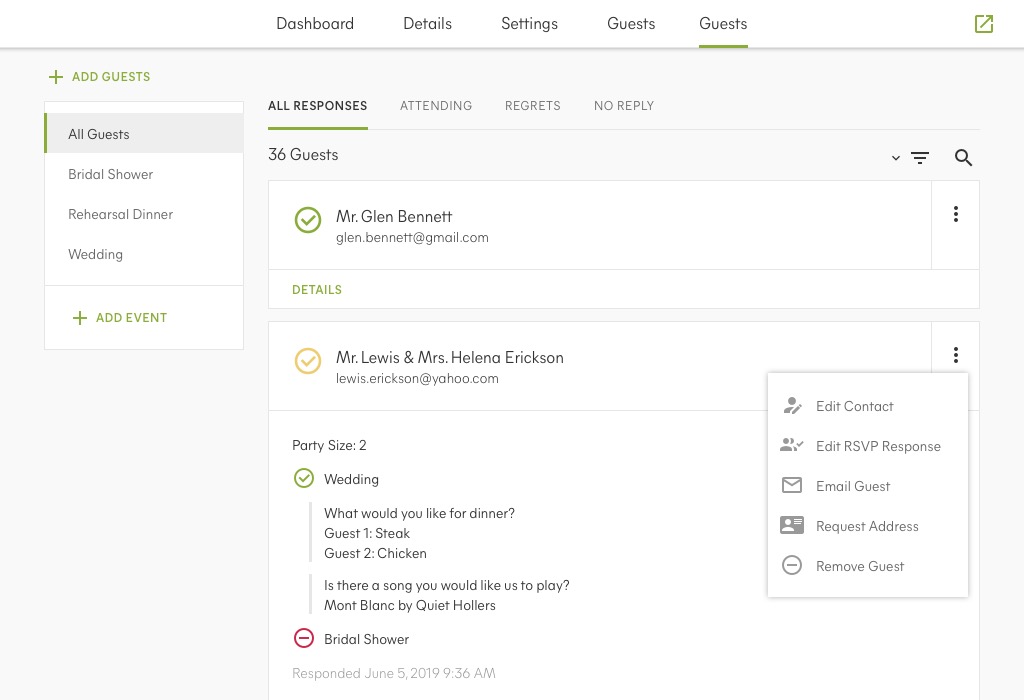 Dashboard Details Settings Guests Guests
ADD GUESTS
All Guests
Bridal Shower
Rehearsal Dinner
Wedding
ADD EVENT
ALL RESPONSES ATTENDING REGRETS NO REPLY
36 Guests
Mr. Glen Bennett
glen.bennett@gmail.com
DETAILS
Mr. Lewis & Mrs. Helena Erickson
lewis.erickson@yahoo.com
Party Size: 2
Wedding
What would you like for dinner?
Guest 1: Steak
Guest 2: Chicken
Is there a song you would like us to play?
Mont Blanc by Quiet Hollers
Bridal Shower
Responded June 5, 2019 9:36 AM
Edit Contact
Edit RSVP Response
Email Guest
Request Address
Remove Guest